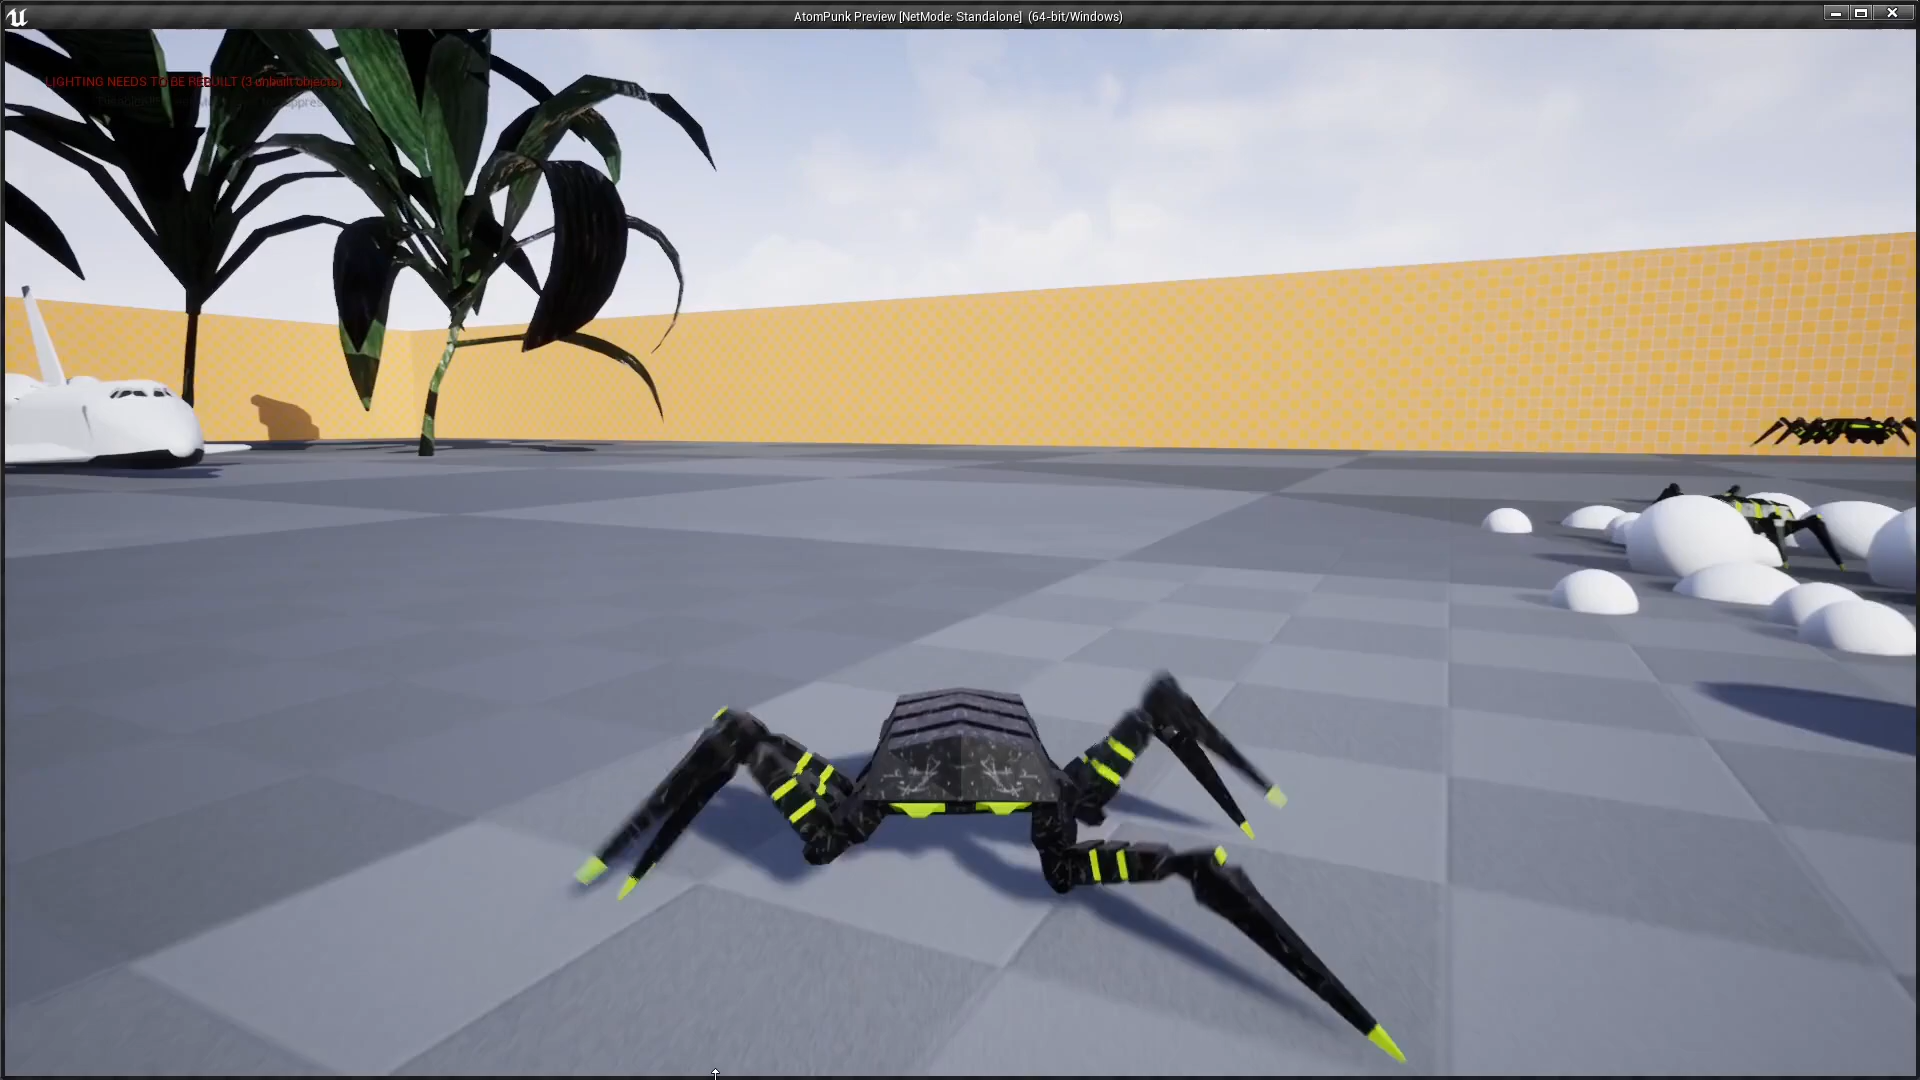 AtomPunk Preview [NetMode: Standalone] (64-bit/Windows)
LIGHTING NEEDS TO BE REBUILT (3 unbuilt objects)